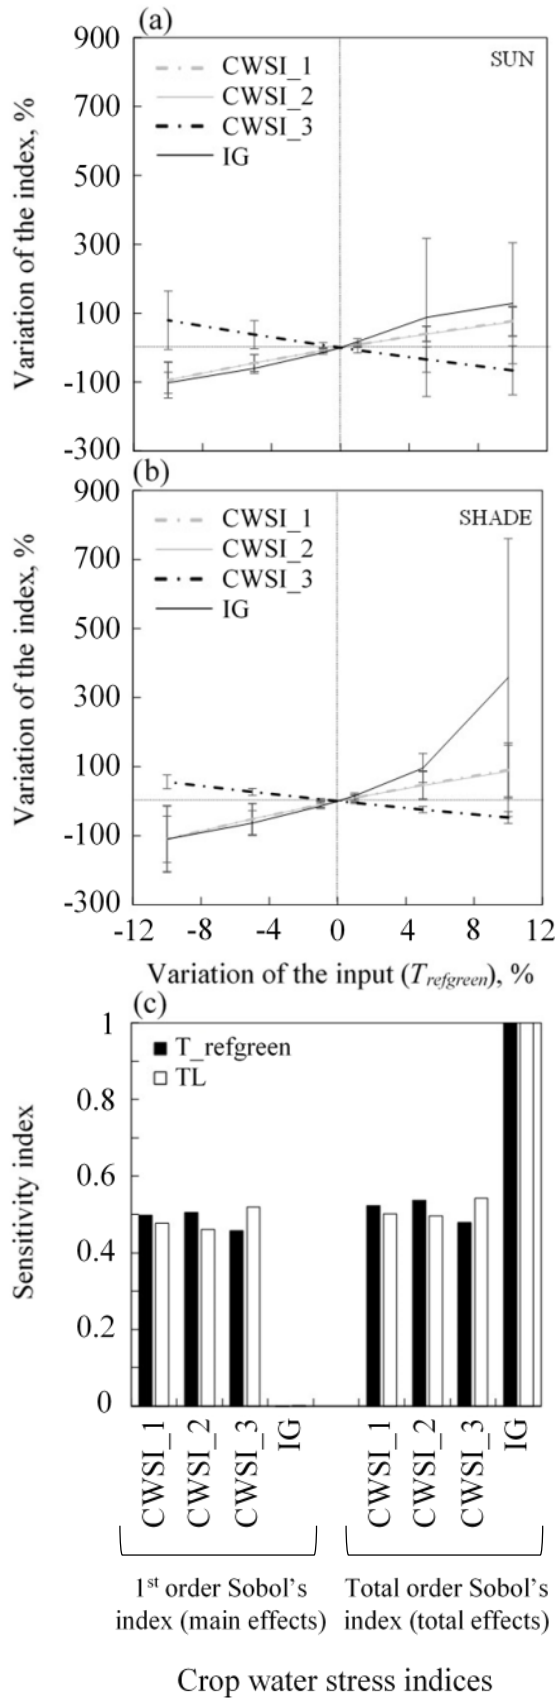 (a)
900
700
500
300
100
-100
-300
Variation of the index, %
CWSI_1
CWSI_2
CWSI_3
IG
SUN
(b)
900
700
500
300
100
-100
-300
Variation of the index, %
CWSI_1
CWSI_2
CWSI_3
IG
SHADE
-12 -8 -4 0 4 8 12
Variation of the input (T_refgreen), %
(c)
1
0.8
0.6
0.4
0.2
0
Sensitivity index
T_refgreen
TL
CWSI_1
CWSI_2
CWSI_3
IG
CWSI_1
CWSI_2
CWSI_3
IG
1st order Sobol's
index (main effects)
Total order Sobol's
index (total effects)
Crop water stress indices